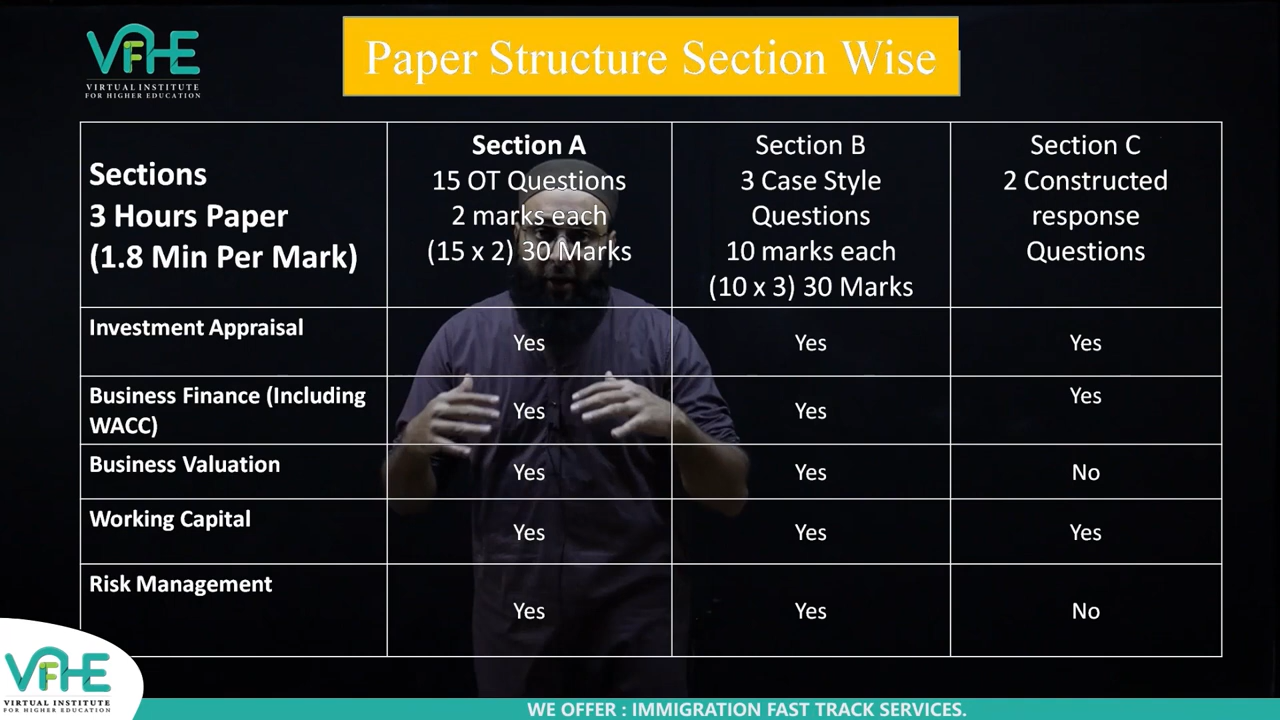 VFHE
VIRTUAL INSTITUTE
FOR HIGHER EDUCATION
Paper Structure Section Wise
Sections
3 Hours Paper
(1.8 Min Per Mark)
Section A
15 OT Questions
2 marks each
(15 x 2) 30 Marks
Section B
3 Case Style
Questions
10 marks each
(10 x 3) 30 Marks
Section C
2 Constructed
response
Questions
Investment Appraisal
Yes
Yes
Yes
Business Finance (Including
WACC)
Yes
Yes
Yes
Business Valuation
Yes
Yes
No
Working Capital
Yes
Yes
Yes
Risk Management
Yes
Yes
No
VFHE
VIRTUAL INSTITUTE
FOR HIGHER EDUCATION
WE OFFER : IMMIGRATION FAST TRACK SERVICES.